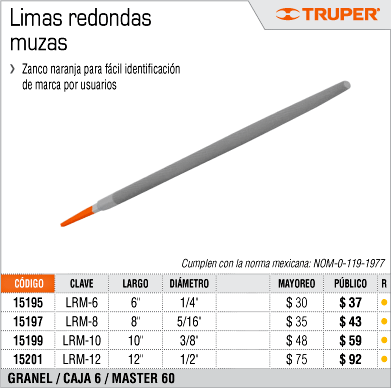 Limas redondas
muzas
TRUPER®
❯ Zanco naranja para fácil identificación
de marca por usuarios
Cumplen con la norma mexicana: NOM-0-119-1977
CÓDIGO CLAVE LARGO DIÁMETRO MAYOREO PÚBLICO R
15195 LRM-6 6" 1/4" $ 30 $ 37
15197 LRM-8 8" 5/16" $ 35 $ 43
15199 LRM-10 10" 3/8" $ 48 $ 59
15201 LRM-12 12" 1/2" $ 75 $ 92
GRANEL / CAJA 6 / MASTER 60